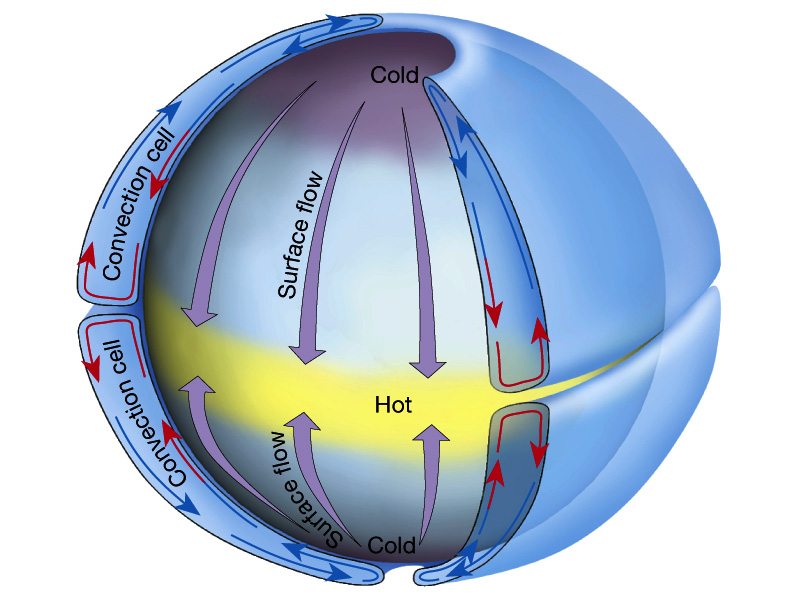 Cold
Convection cell
Surface flow
Hot
Convection cell
Surface flow
Cold